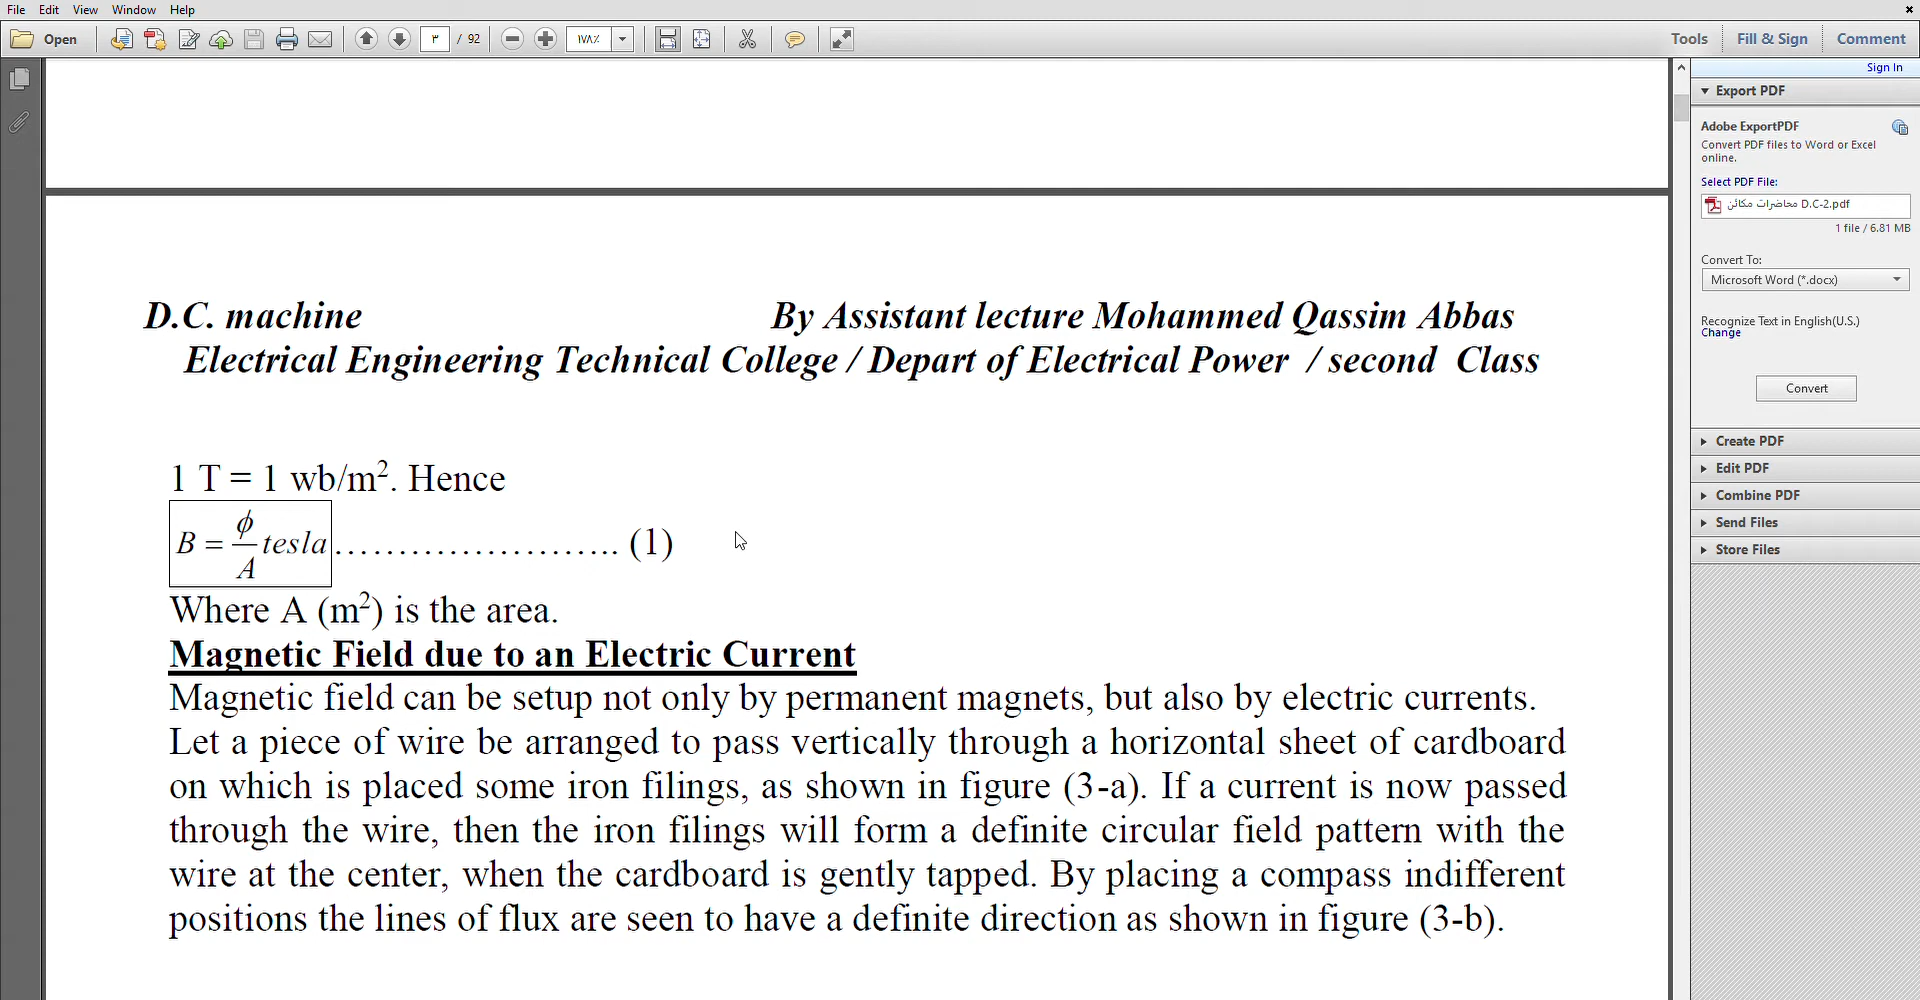 File Edit View Window Help
Open ٣ / 92 ١٧٨٪ Tools Fill & Sign Comment
Sign In
Export PDF
Adobe ExportPDF
Convert PDF files to Word or Excel
online.
Select PDF File:
محاضرات مكائن D.C-2.pdf
1 file / 6.81 MB
Convert To:
Microsoft Word (*.docx)
Recognize Text in English(U.S.)
Change
Convert
Create PDF
Edit PDF
Combine PDF
Send Files
Store Files
D.C. machine By Assistant lecture Mohammed Qassim Abbas
Electrical Engineering Technical College / Depart of Electrical Power / second Class
1 T = 1 wb/m². Hence
B = ϕ/A tesla........................ (1)
Where A (m²) is the area.
Magnetic Field due to an Electric Current
Magnetic field can be setup not only by permanent magnets, but also by electric currents.
Let a piece of wire be arranged to pass vertically through a horizontal sheet of cardboard
on which is placed some iron filings, as shown in figure (3-a). If a current is now passed
through the wire, then the iron filings will form a definite circular field pattern with the
wire at the center, when the cardboard is gently tapped. By placing a compass indifferent
positions the lines of flux are seen to have a definite direction as shown in figure (3-b).